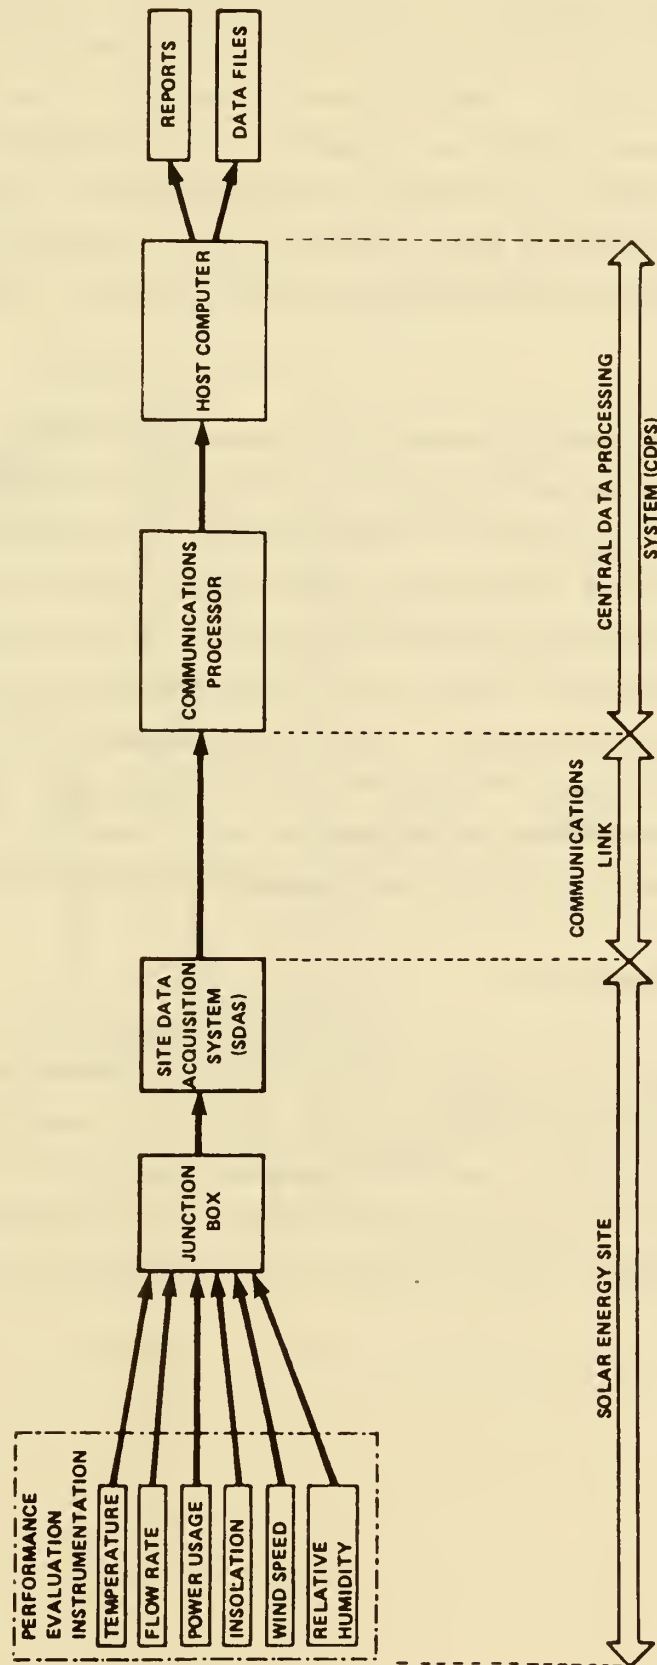 PERFORMANCE
EVALUATION
INSTRUMENTATION
TEMPERATURE
FLOW RATE
POWER USAGE
INSOLATION
WIND SPEED
RELATIVE
HUMIDITY
JUNCTION
BOX
SITE DATA
ACQUISITION
SYSTEM
(SDAS)
COMMUNICATIONS
PROCESSOR
HOST COMPUTER
REPORTS
DATA FILES
SOLAR ENERGY SITE
COMMUNICATIONS
LINK
CENTRAL DATA PROCESSING
SYSTEM (CDPS)